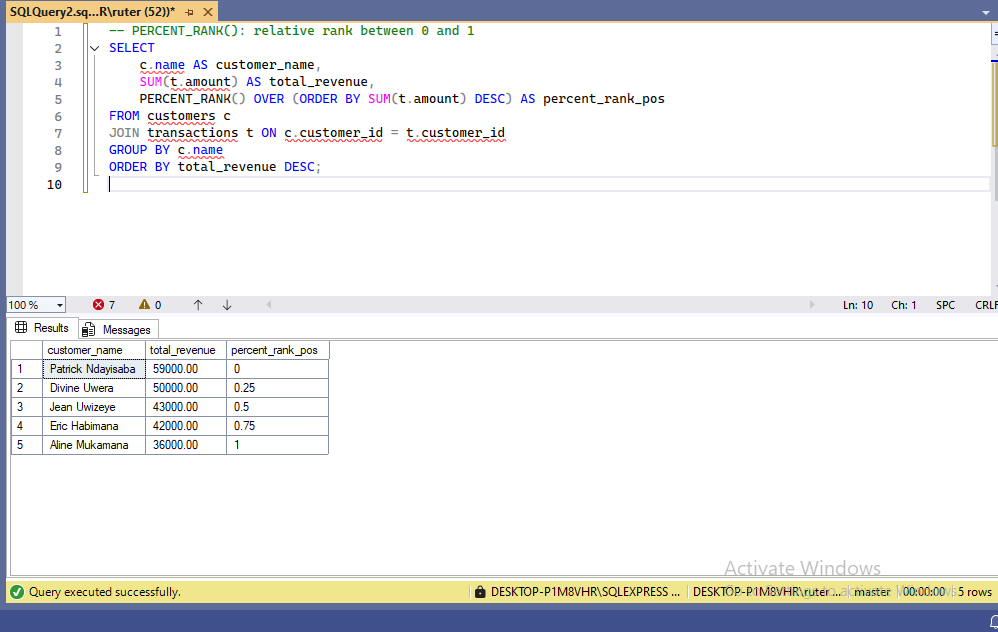 SQLQuery2.sq...R\ruter (52))*
1 -- PERCENT_RANK(): relative rank between 0 and 1
2 SELECT
3 c.name AS customer_name,
4 SUM(t.amount) AS total_revenue,
5 PERCENT_RANK() OVER (ORDER BY SUM(t.amount) DESC) AS percent_rank_pos
6 FROM customers c
7 JOIN transactions t ON c.customer_id = t.customer_id
8 GROUP BY c.name
9 ORDER BY total_revenue DESC;
10
100 % 7 0 Ln: 10 Ch: 1 SPC CRLF
Results Messages
customer_name total_revenue percent_rank_pos
1 Patrick Ndayisaba 59000.00 0
2 Divine Uwera 50000.00 0.25
3 Jean Uwizeye 43000.00 0.5
4 Eric Habimana 42000.00 0.75
5 Aline Mukamana 36000.00 1
Activate Windows
Query executed successfully. DESKTOP-P1M8VHR\SQLEXPRESS ... DESKTOP-P1M8VHR\ruter ... master 00:00:00 5 rows